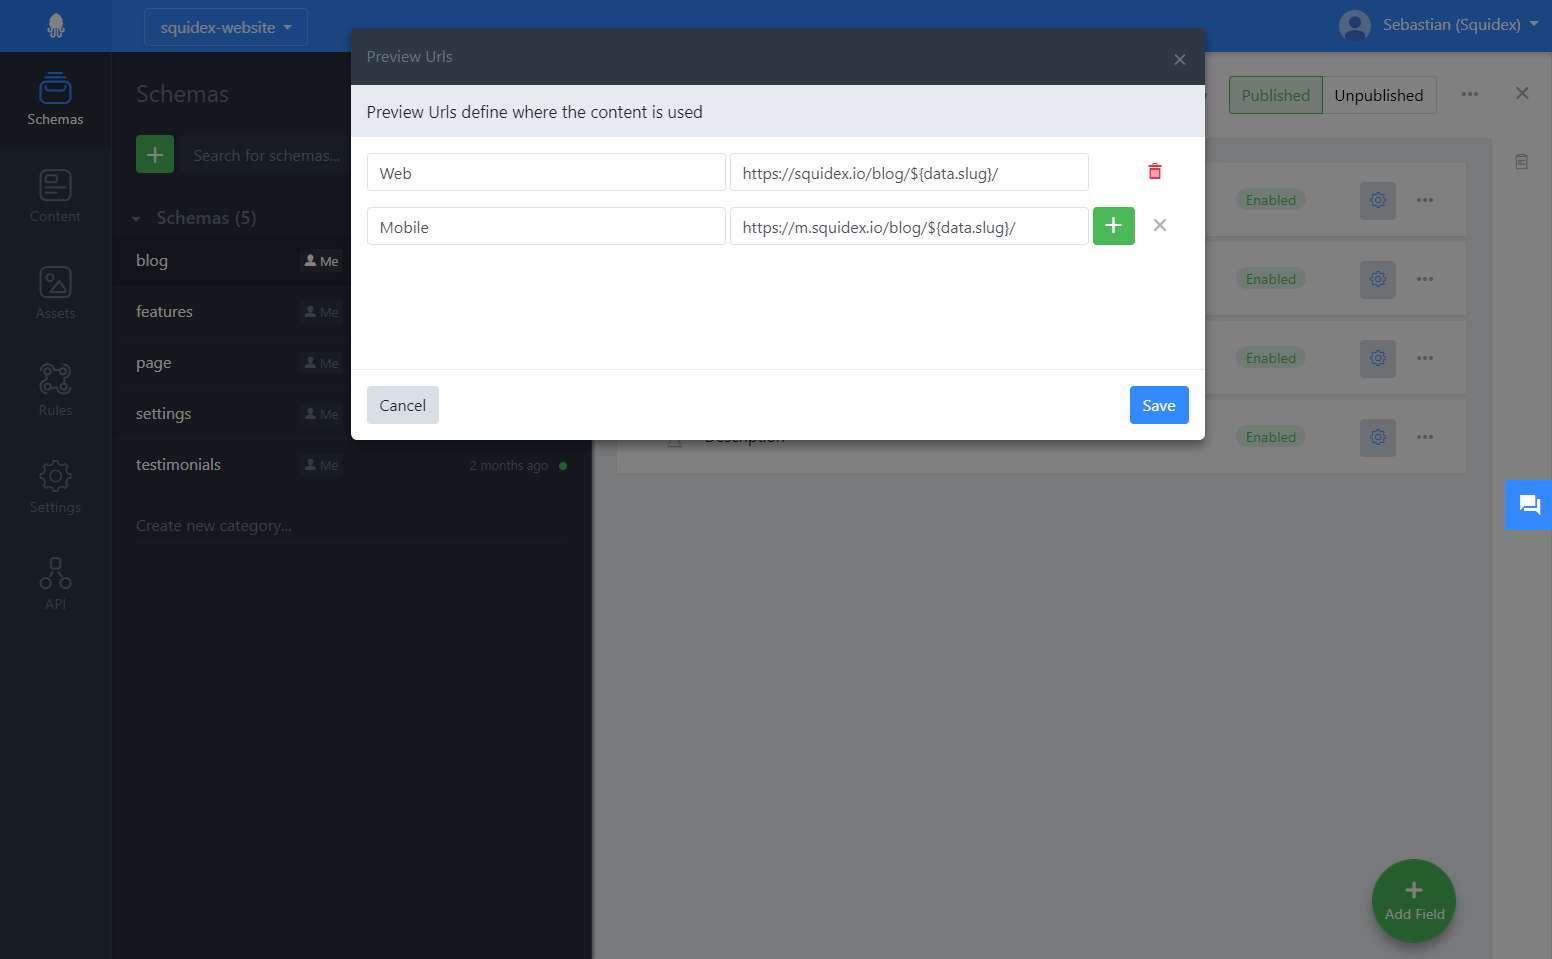 squidex-website
Sebastian (Squidex)
Preview Urls
Preview Urls define where the content is used
Web
https://squidex.io/blog/${data.slug}/
Mobile
https://m.squidex.io/blog/${data.slug}/
Cancel
Save
Schemas
Content
Assets
Rules
Settings
API
Schemas
Search for schemas...
Schemas (5)
blog
Me
features
Me
page
Me
settings
Me
testimonials
Me
2 months ago
Create new category...
Published
Unpublished
Enabled
Enabled
Enabled
Description
Enabled
Add Field